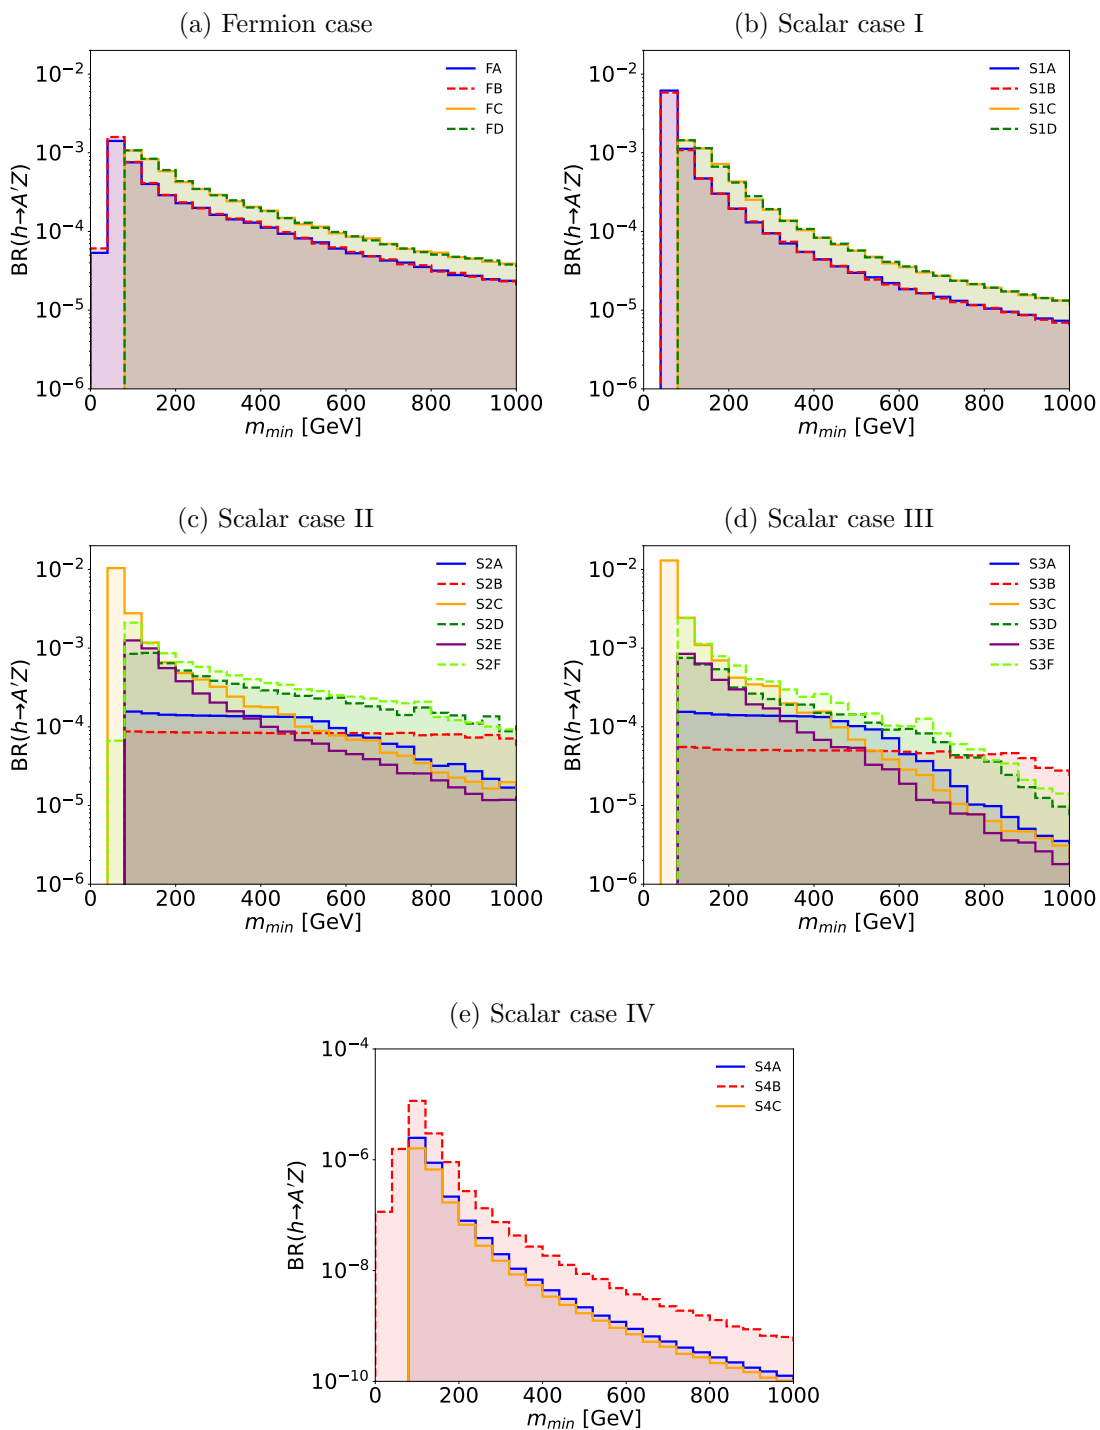 (a) Fermion case
BR(h→A′Z)
10⁻²
10⁻³
10⁻⁴
10⁻⁵
10⁻⁶
FA
FB
FC
FD
0 200 400 600 800 1000
m_min [GeV]
(b) Scalar case I
BR(h→A′Z)
10⁻²
10⁻³
10⁻⁴
10⁻⁵
10⁻⁶
S1A
S1B
S1C
S1D
0 200 400 600 800 1000
m_min [GeV]
(c) Scalar case II
BR(h→A′Z)
10⁻²
10⁻³
10⁻⁴
10⁻⁵
10⁻⁶
S2A
S2B
S2C
S2D
S2E
S2F
0 200 400 600 800 1000
m_min [GeV]
(d) Scalar case III
BR(h→A′Z)
10⁻²
10⁻³
10⁻⁴
10⁻⁵
10⁻⁶
S3A
S3B
S3C
S3D
S3E
S3F
0 200 400 600 800 1000
m_min [GeV]
(e) Scalar case IV
BR(h→A′Z)
10⁻⁴
10⁻⁶
10⁻⁸
10⁻¹⁰
S4A
S4B
S4C
0 200 400 600 800 1000
m_min [GeV]